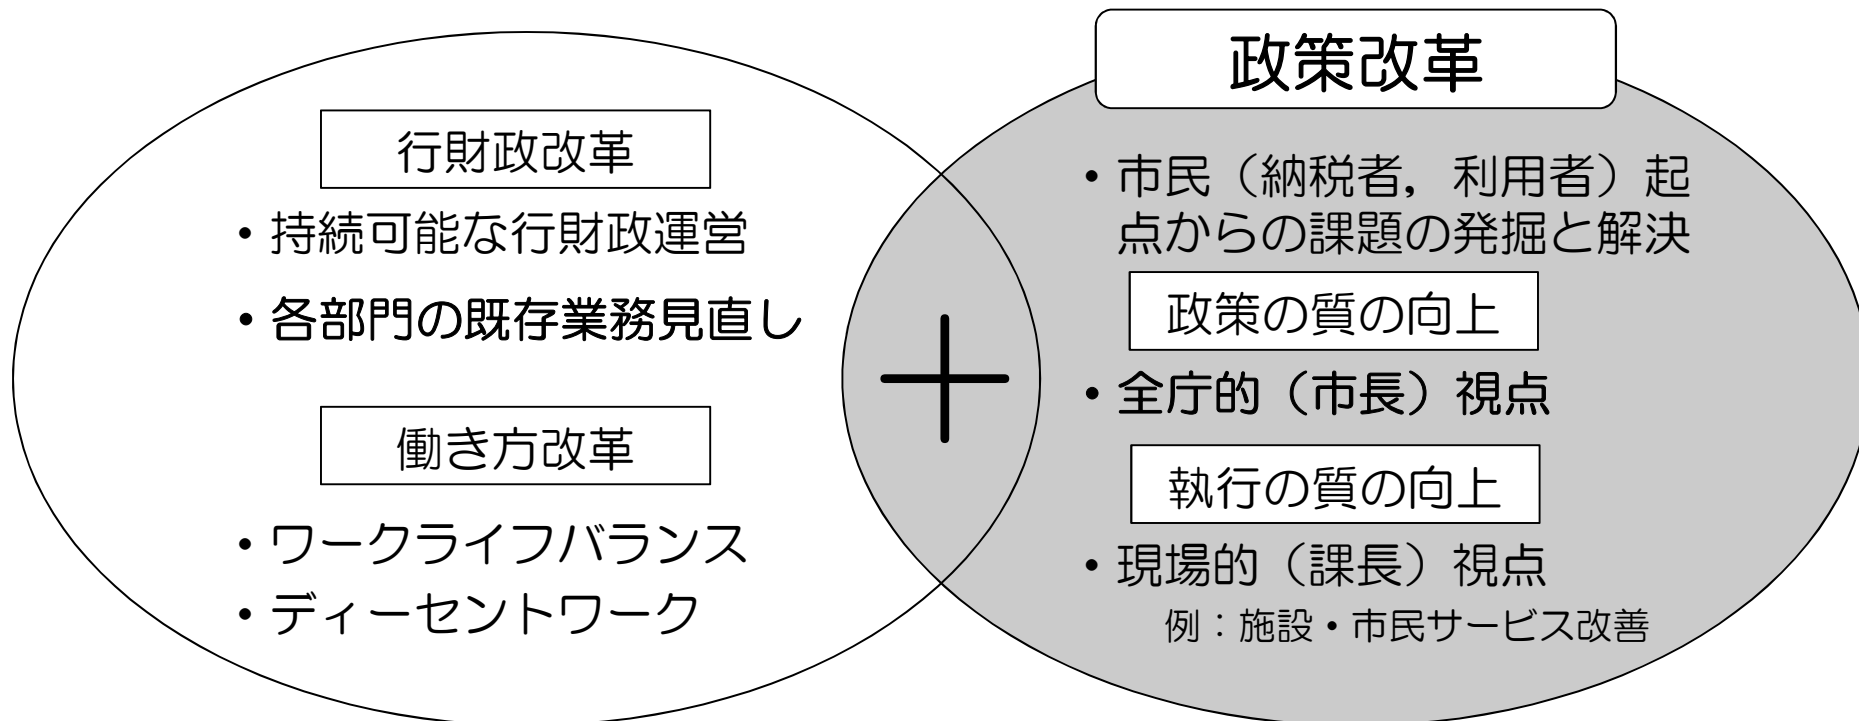 行財政改革
・持続可能な行財政運営
・各部門の既存業務見直し
働き方改革
・ワークライフバランス
・ディーセントワーク
＋
政策改革
・市民（納税者，利用者）起
点からの課題の発掘と解決
政策の質の向上
・全庁的（市長）視点
執行の質の向上
・現場的（課長）視点
例：施設・市民サービス改善